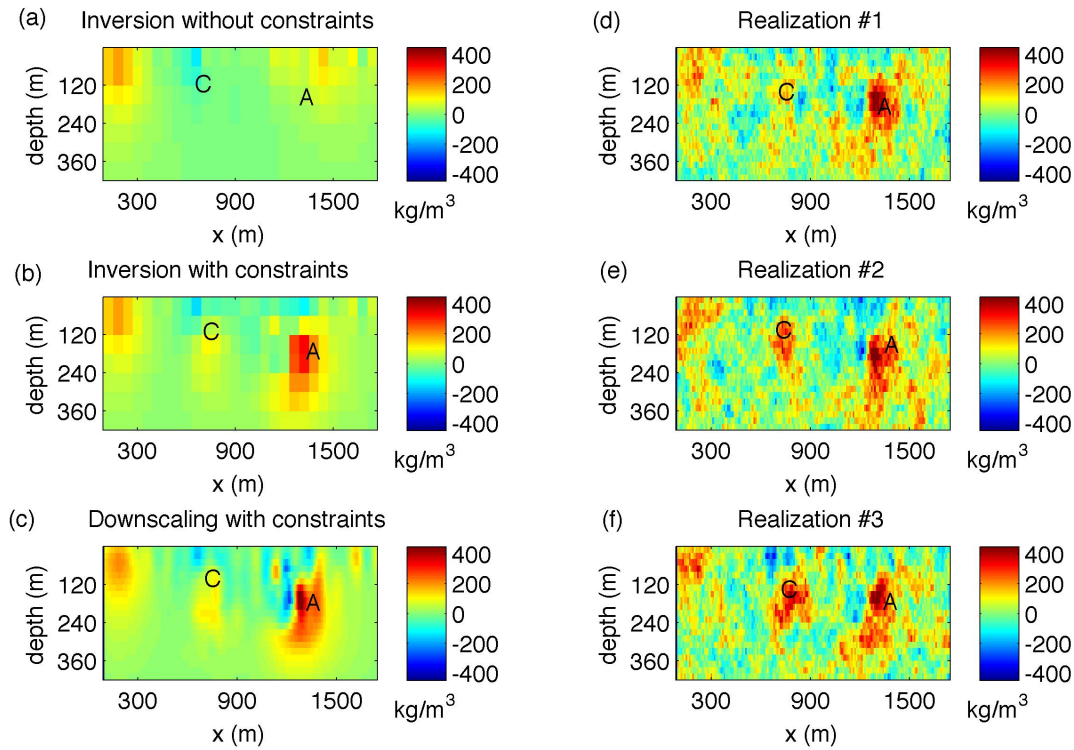 (a) Inversion without constraints
C
A
120
240
360
depth (m)
300 900 1500
x (m)
400
200
0
-200
-400
kg/m³
(b) Inversion with constraints
C
A
120
240
360
depth (m)
300 900 1500
x (m)
400
200
0
-200
-400
kg/m³
(c) Downscaling with constraints
C
A
120
240
360
depth (m)
300 900 1500
x (m)
400
200
0
-200
-400
kg/m³
(d) Realization #1
C
A
120
240
360
depth (m)
300 900 1500
x (m)
400
200
0
-200
-400
kg/m³
(e) Realization #2
C
A
120
240
360
depth (m)
300 900 1500
x (m)
400
200
0
-200
-400
kg/m³
(f) Realization #3
C
A
120
240
360
depth (m)
300 900 1500
x (m)
400
200
0
-200
-400
kg/m³